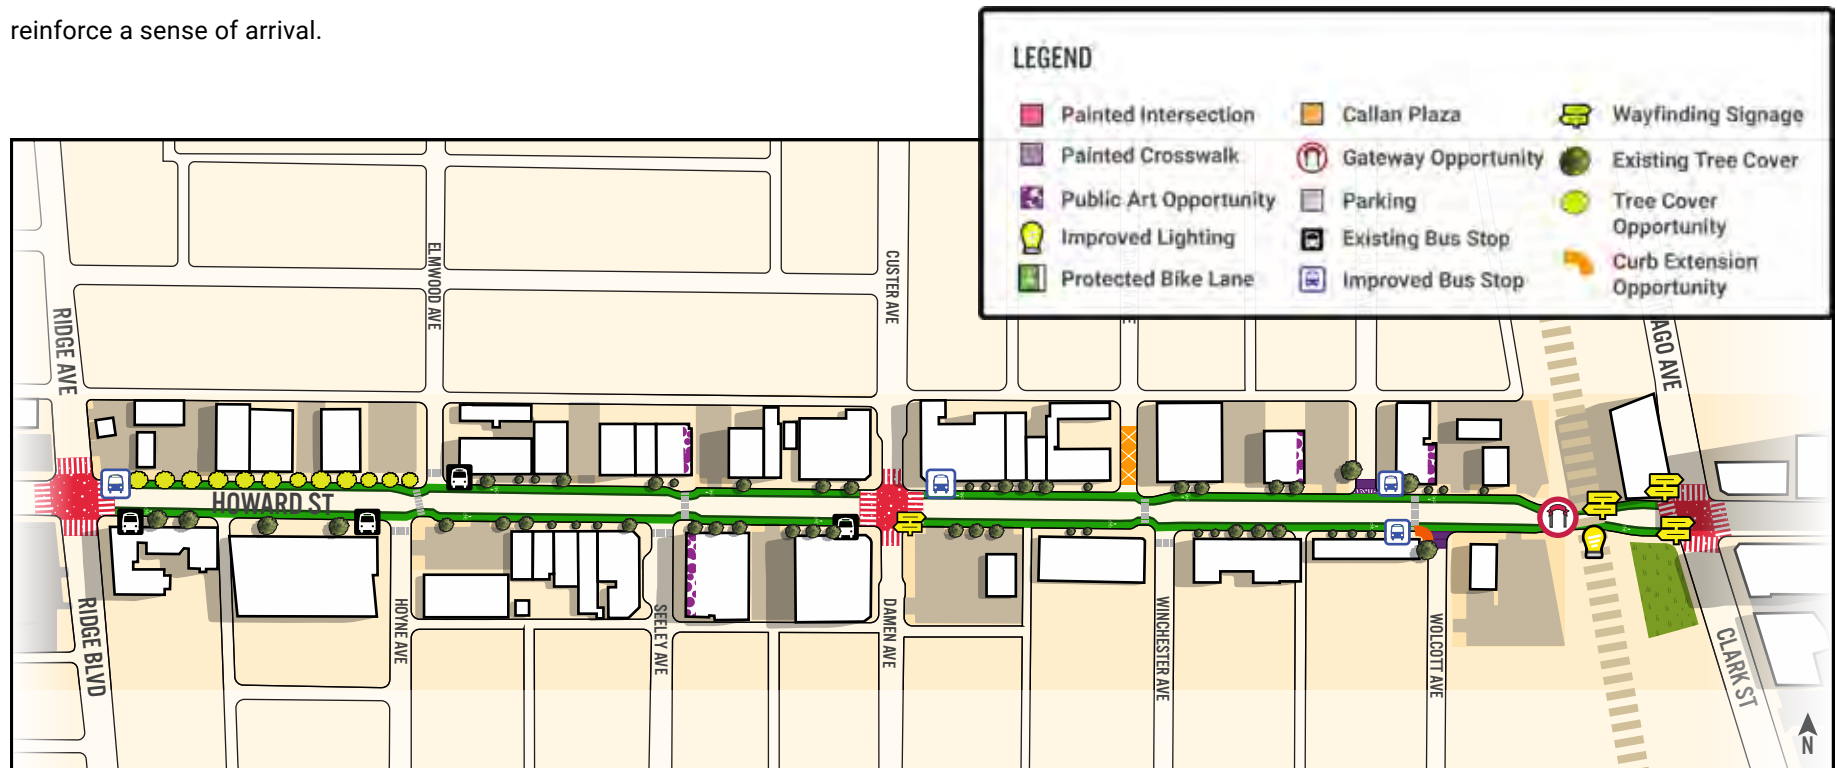 reinforce a sense of arrival.
LEGEND
Painted Intersection
Painted Crosswalk
Public Art Opportunity
Improved Lighting
Protected Bike Lane
Callan Plaza
Gateway Opportunity
Parking
Existing Bus Stop
Improved Bus Stop
Wayfinding Signage
Existing Tree Cover
Tree Cover
Opportunity
Curb Extension
Opportunity
RIDGE AVE
ELMWOOD AVE
CUSTER AVE
AGO AVE
HOWARD ST
RIDGE BLVD
HOYNE AVE
SEELEY AVE
DAMEN AVE
WINCHESTER AVE
WOLCOTT AVE
CLARK ST
N